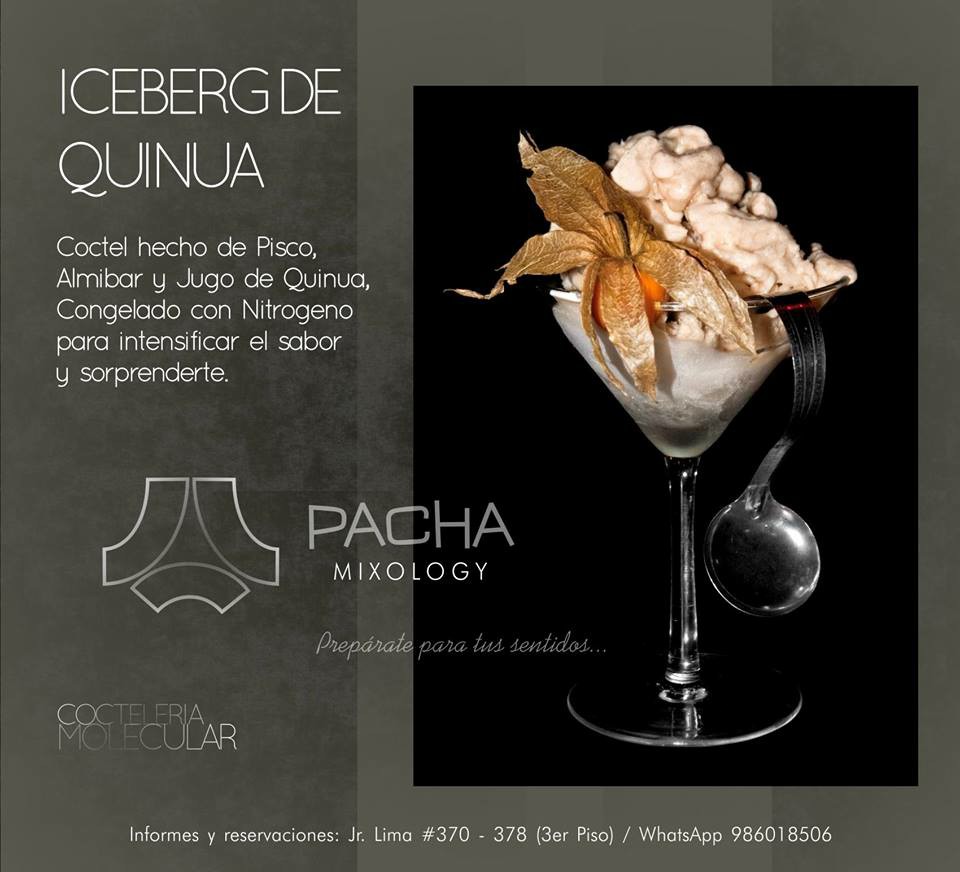 ICEBERG DE
QUINUA
Coctel hecho de Pisco,
Almibar y Jugo de Quinua,
Congelado con Nitrogeno
para intensificar el sabor
y sorprenderte.
PACHA
MIXOLOGY
Prepárate para tus sentidos...
COCTELERIA
MOLECULAR
Informes y reservaciones: Jr. Lima #370 - 378 (3er Piso) / WhatsApp 986018506